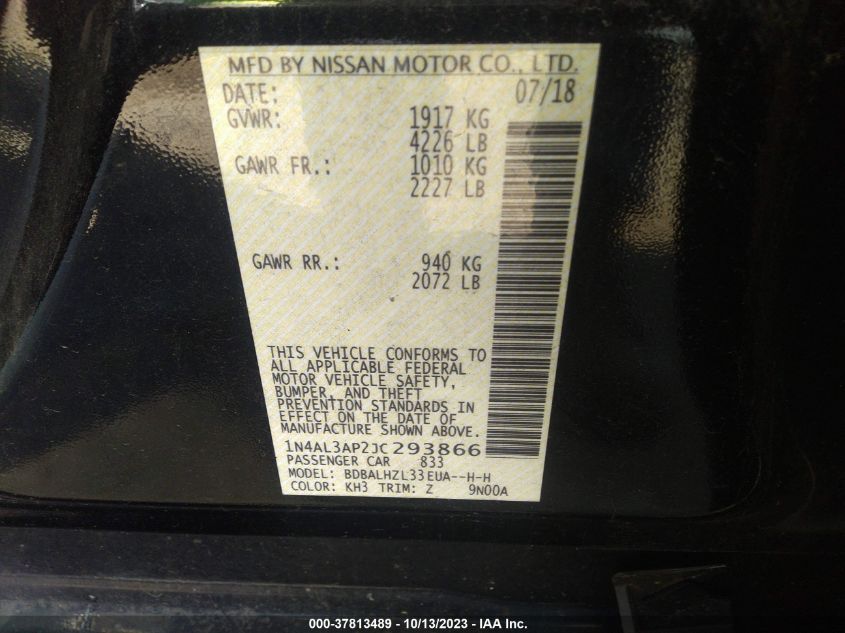 MFD BY NISSAN MOTOR CO., LTD.
DATE: 07/18
GVWR: 1917 KG
4226 LB
GAWR FR.: 1010 KG
2227 LB
GAWR RR.: 940 KG
2072 LB
THIS VEHICLE CONFORMS TO
ALL APPLICABLE FEDERAL
MOTOR VEHICLE SAFETY,
BUMPER, AND THEFT
PREVENTION STANDARDS IN
EFFECT ON THE DATE OF
MANUFACTURE SHOWN ABOVE.
1N4AL3AP2JC293866
PASSENGER CAR 833
MODEL: BDBALHZL33EUA--H-H
COLOR: KH3 TRIM: Z 9N00A
000-37813489 - 10/13/2023 - IAA Inc.